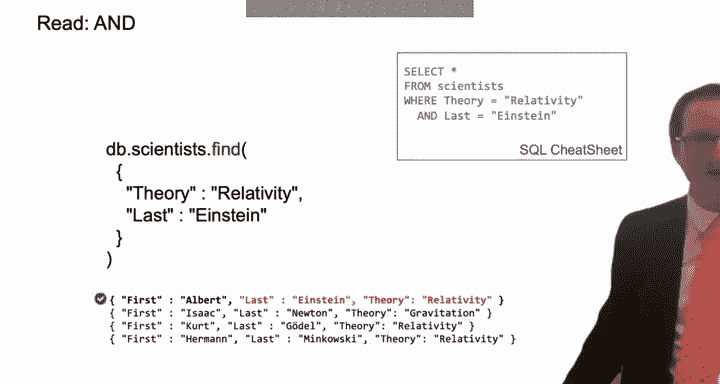 Read: AND
SELECT *
FROM scientists
WHERE Theory = "Relativity"
AND Last = "Einstein"
SQL CheatSheet
db.scientists.find(
{
"Theory" : "Relativity",
"Last" : "Einstein"
}
)
{ "First" : "Albert", "Last" : "Einstein", "Theory": "Relativity" }
{ "First" : "Isaac", "Last" : "Newton", "Theory": "Gravitation" }
{ "First" : "Kurt", "Last" : "Gödel", "Theory": "Relativity" }
{ "First" : "Hermann", "Last" : "Minkowski", "Theory": "Relativity" }